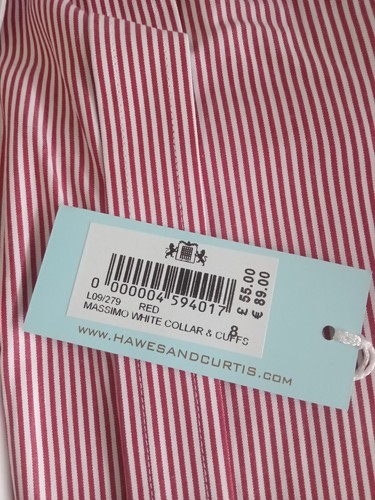 0 000004 594017
£ 55.00
€ 89.00
L09/279 RED
MASSIMO WHITE COLLAR & CUFFS
8
WWW.HAWESANDCURTIS.COM